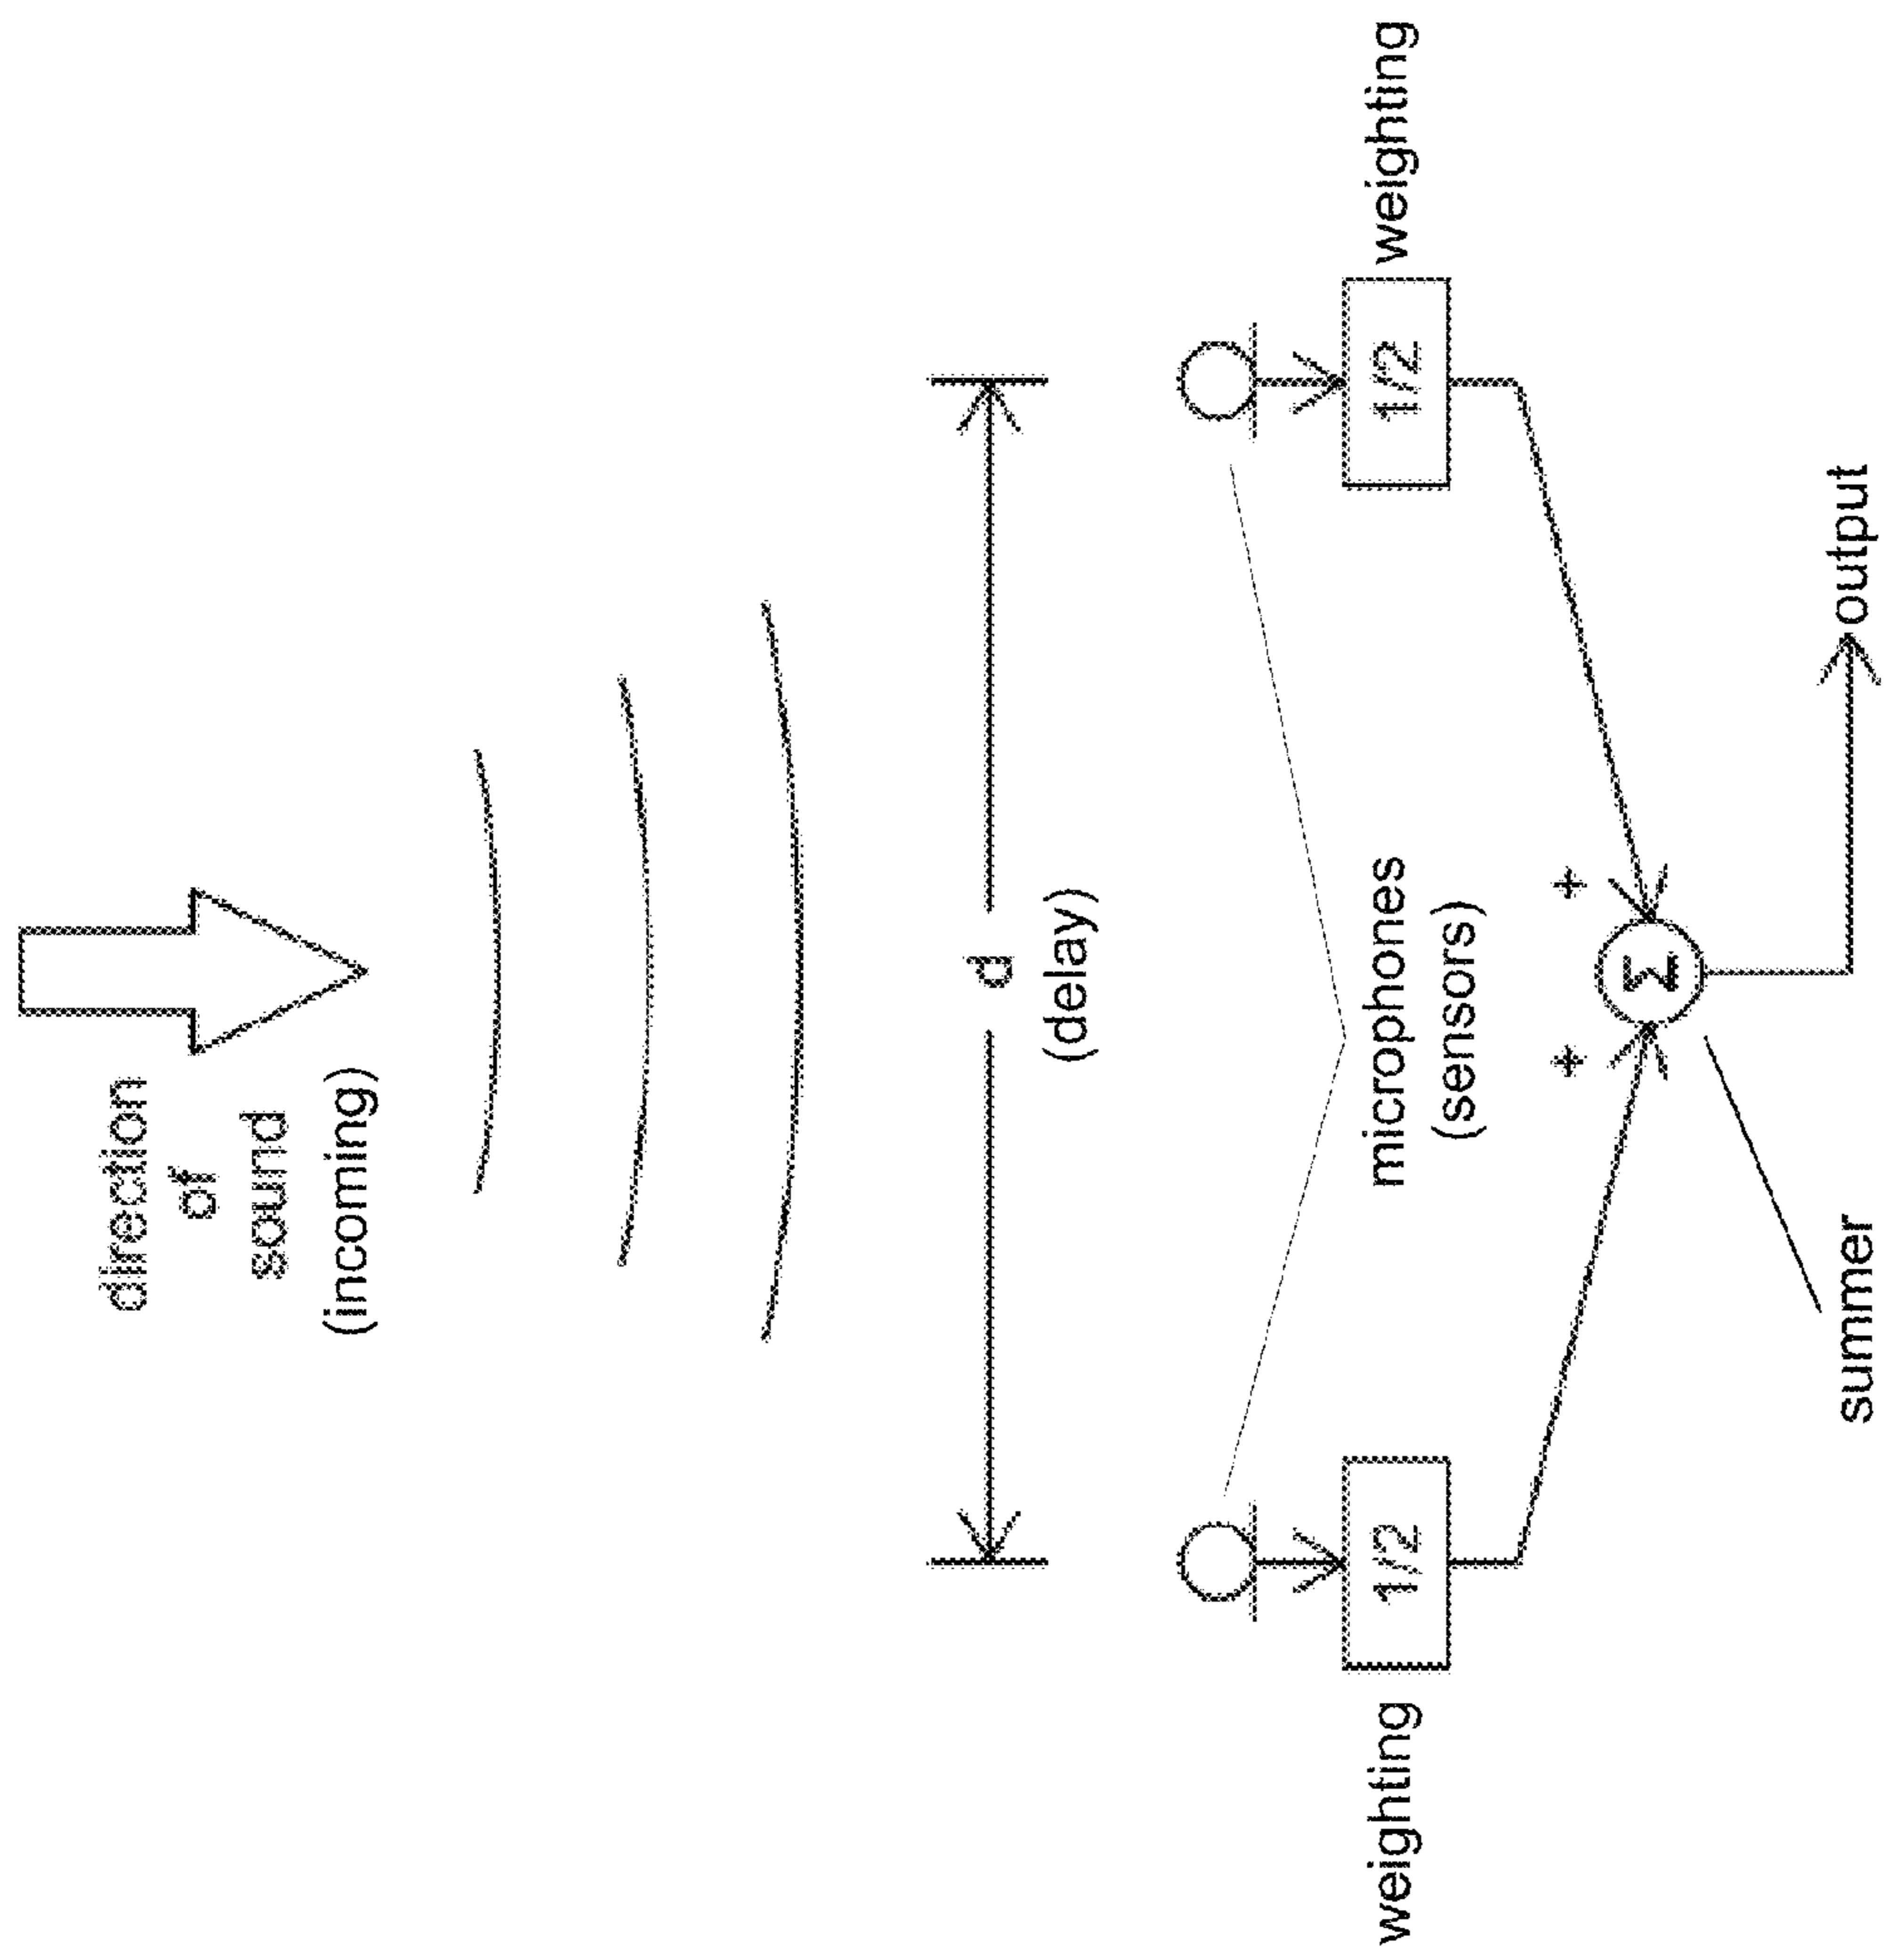 direction
of
sound
(incoming)
d
(delay)
microphones
(sensors)
weighting
1/2
1/2
weighting
+
+
Σ
summer
output